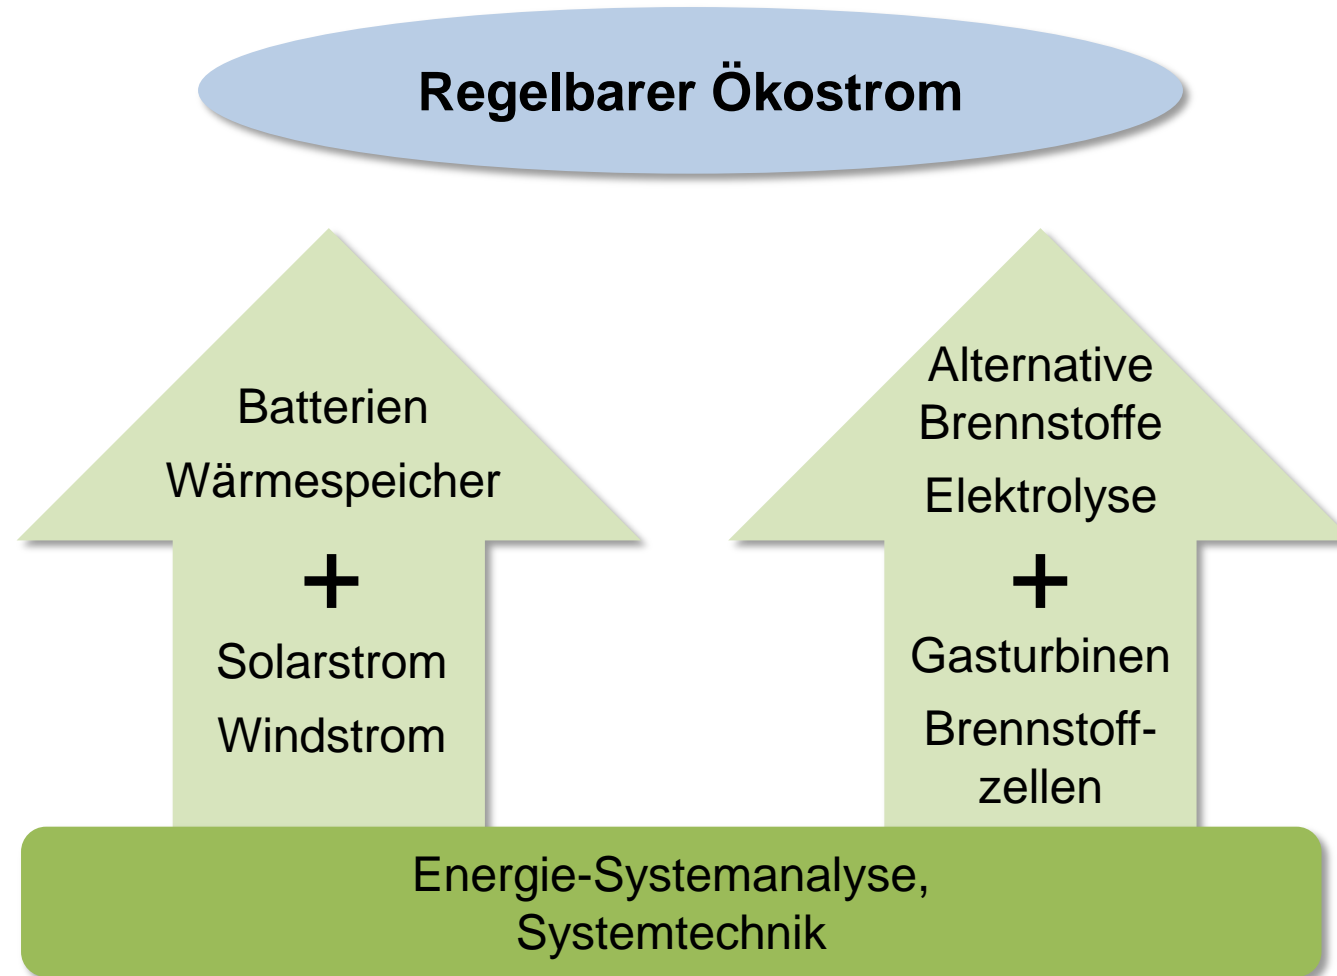 Regelbarer Ökostrom
Batterien
Wärmespeicher
+
Solarstrom
Windstrom
Alternative
Brennstoffe
Elektrolyse
+
Gasturbinen
Brennstoff-
zellen
Energie-Systemanalyse,
Systemtechnik